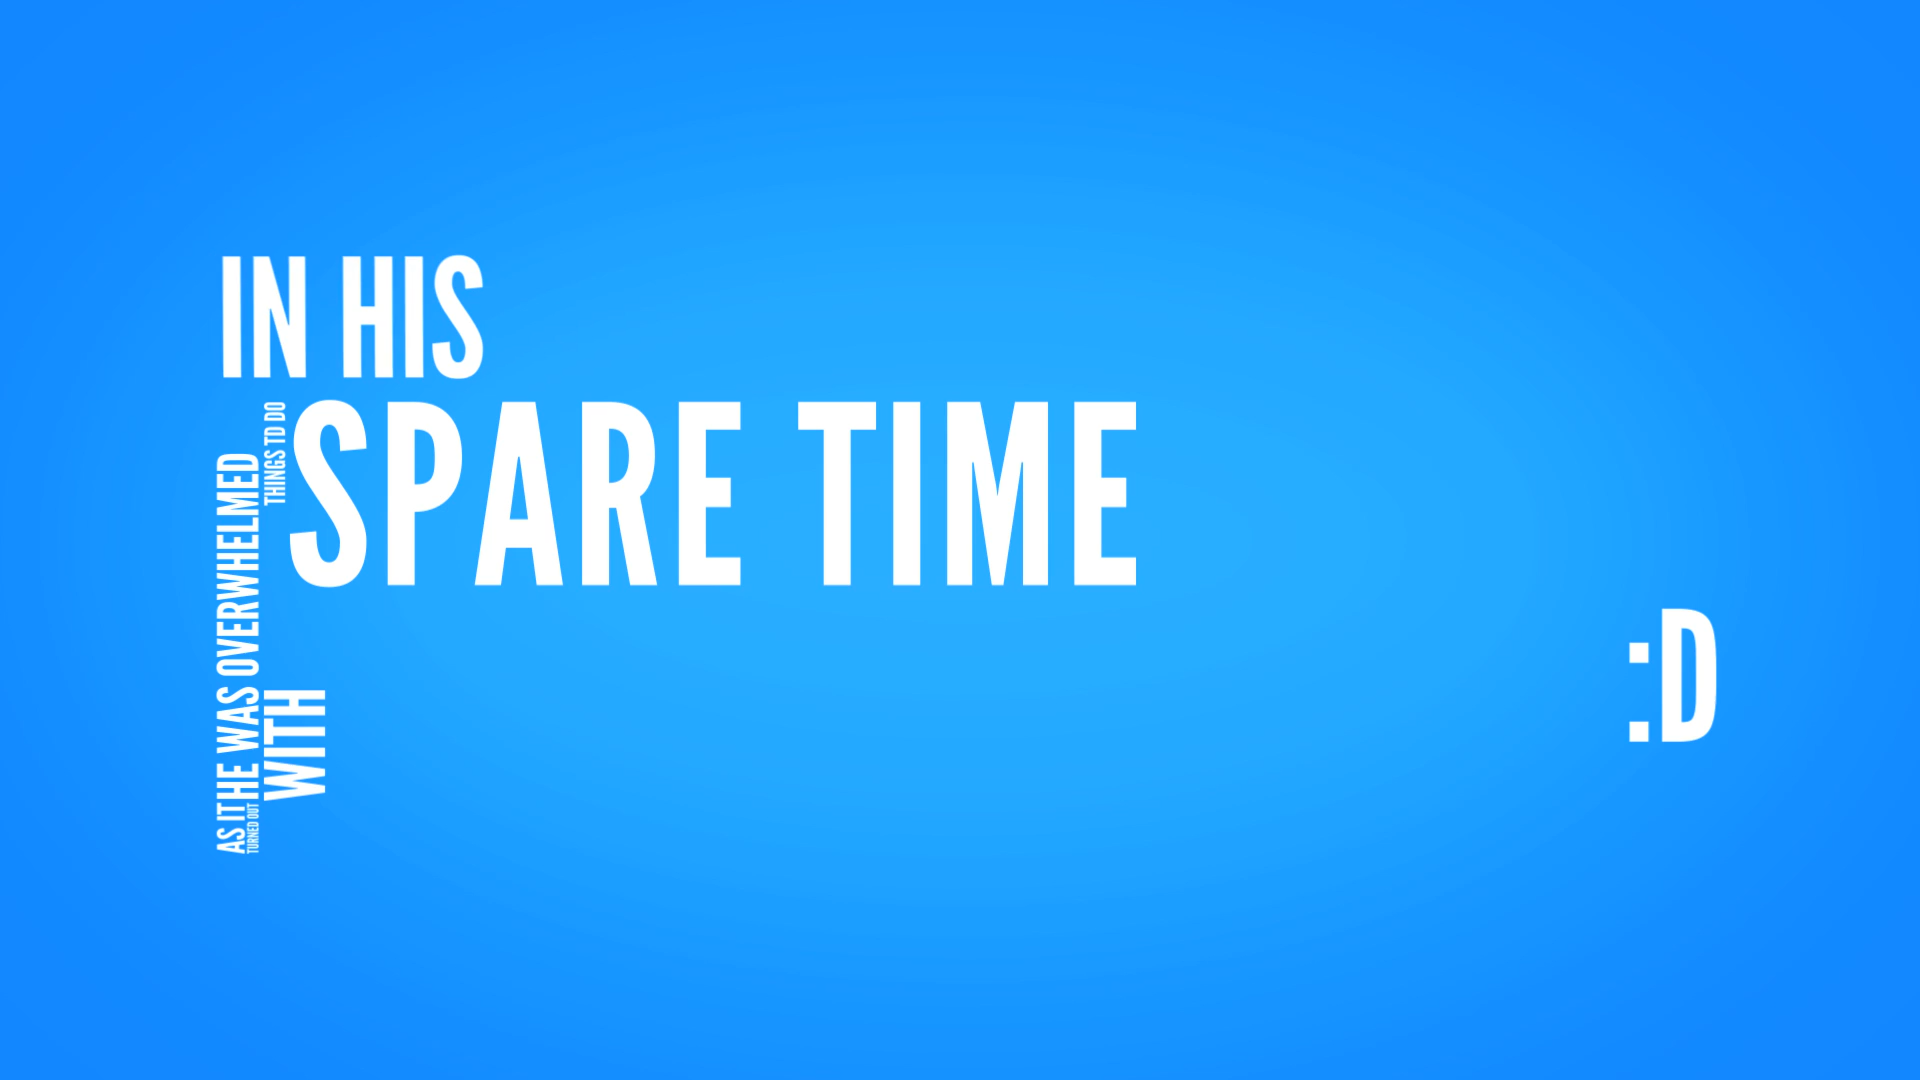 AS IT
TURNED OUT
HE WAS OVERWHELMED
WITH
THINGS TD DO
IN HIS
SPARE TIME
:D